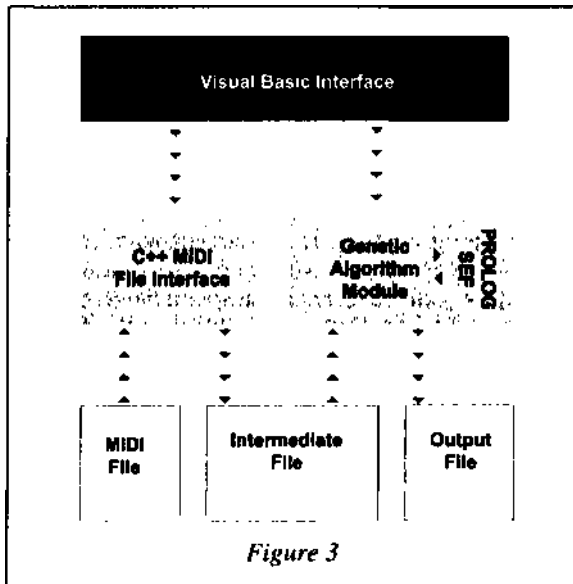 Visual Basic Interface
C++ MIDI
File Interface
Genetic
Algorithm
Module
PROLOG
SEF
MIDI
File
Intermediate
File
Output
File
Figure 3